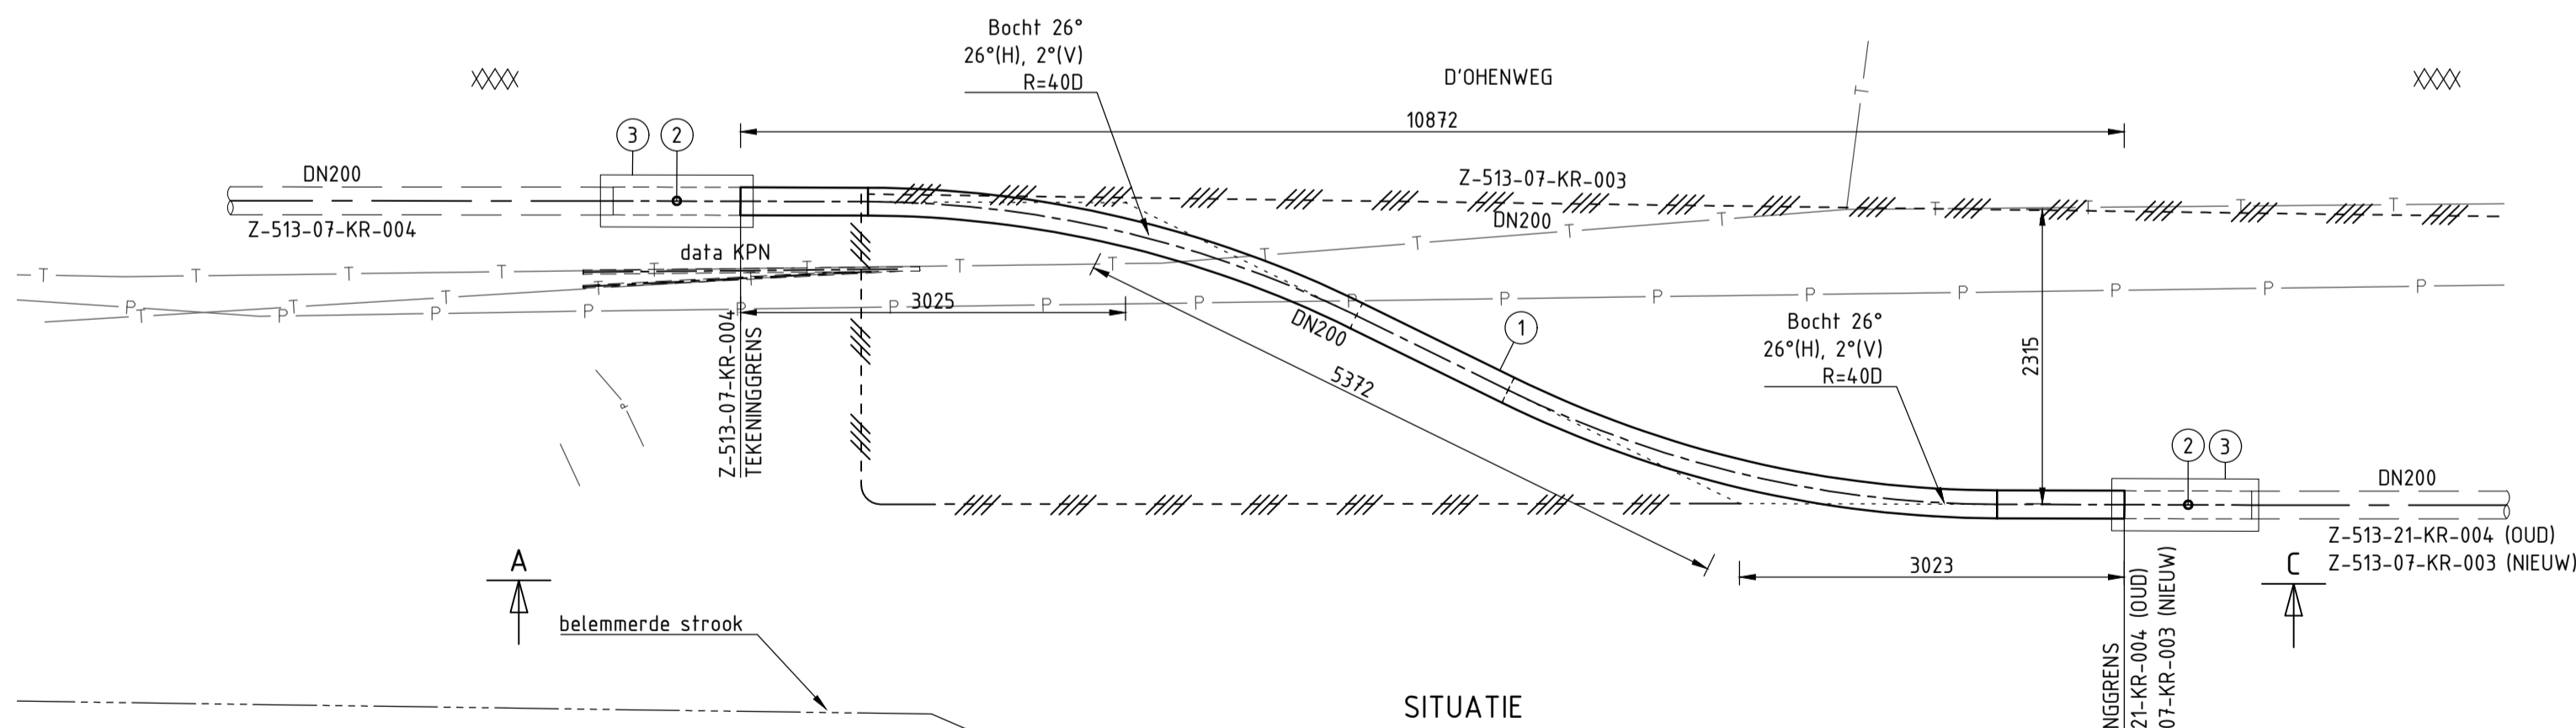 Bocht 26°
26°(H), 2°(V)
R=40D
D'OHENWEG
10872
3
2
DN200
Z-513-07-KR-003
Z-513-07-KR-004
DN200
data KPN
T T T T T T T T T T T T T T T T
T
T T T T T
P P P P P P P P P P P P P P P P
P
3025
DN200
1
Bocht 26°
26°(H), 2°(V)
R=40D
2315
5372
Z-513-07-KR-004
TEKENINGGRENS
2
3
DN200
Z-513-21-KR-004 (OUD)
Z-513-07-KR-003 (NIEUW)
3023
A
C
belemmerde strook
NGGRENS
21-KR-004 (OUD)
07-KR-003 (NIEUW)
SITUATIE